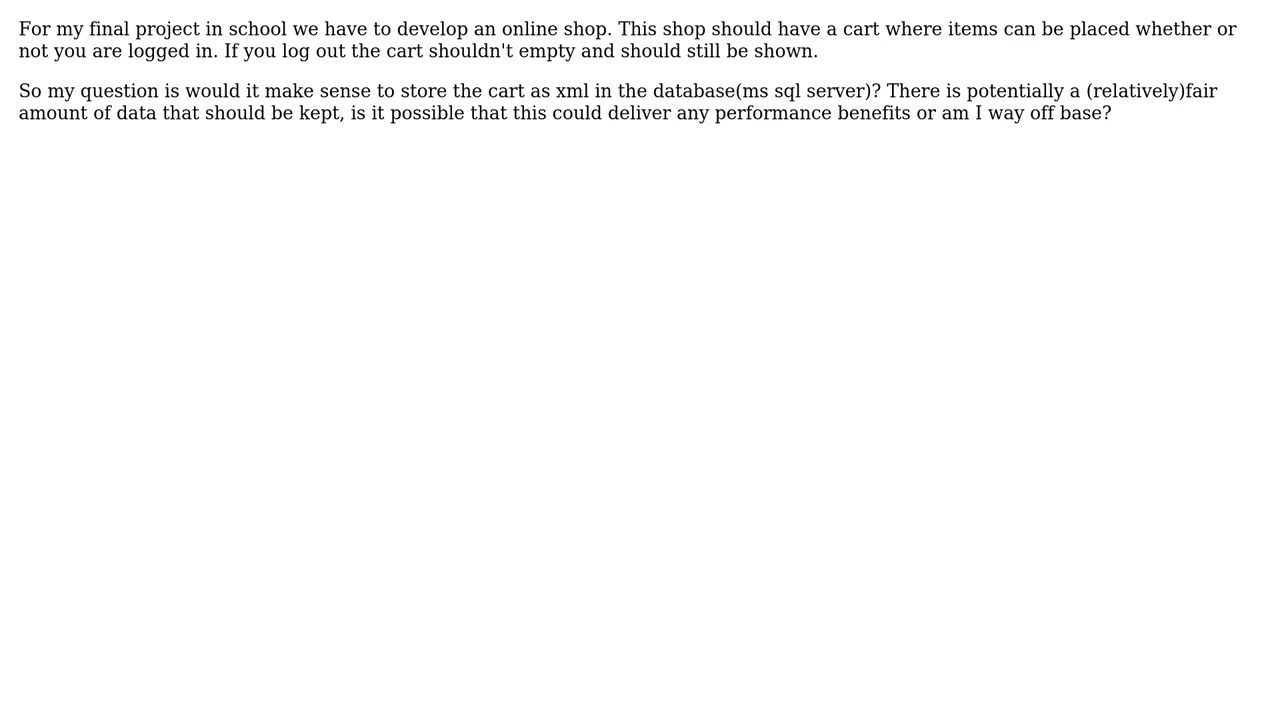 For my final project in school we have to develop an online shop. This shop should have a cart where items can be placed whether or
not you are logged in. If you log out the cart shouldn't empty and should still be shown.
So my question is would it make sense to store the cart as xml in the database(ms sql server)? There is potentially a (relatively)fair
amount of data that should be kept, is it possible that this could deliver any performance benefits or am I way off base?